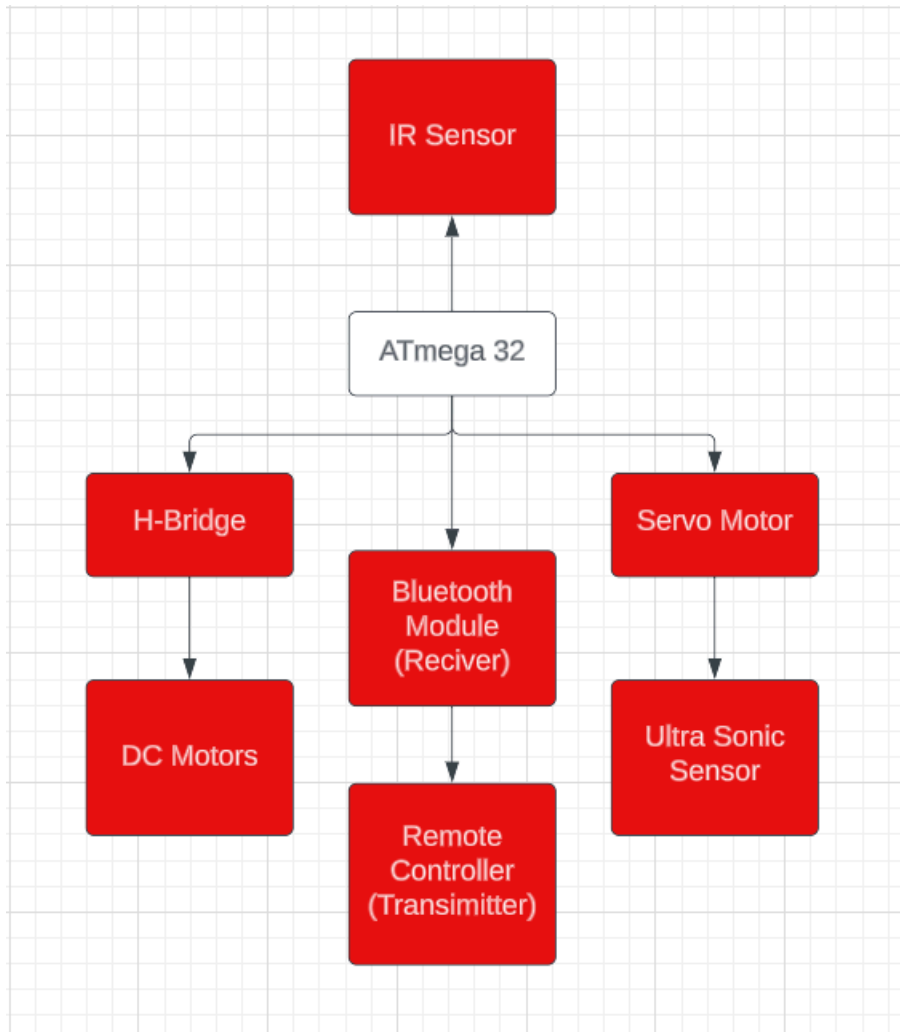 IR Sensor
ATmega 32
H-Bridge
Servo Motor
Bluetooth
Module
(Reciver)
DC Motors
Ultra Sonic
Sensor
Remote
Controller
(Transimitter)